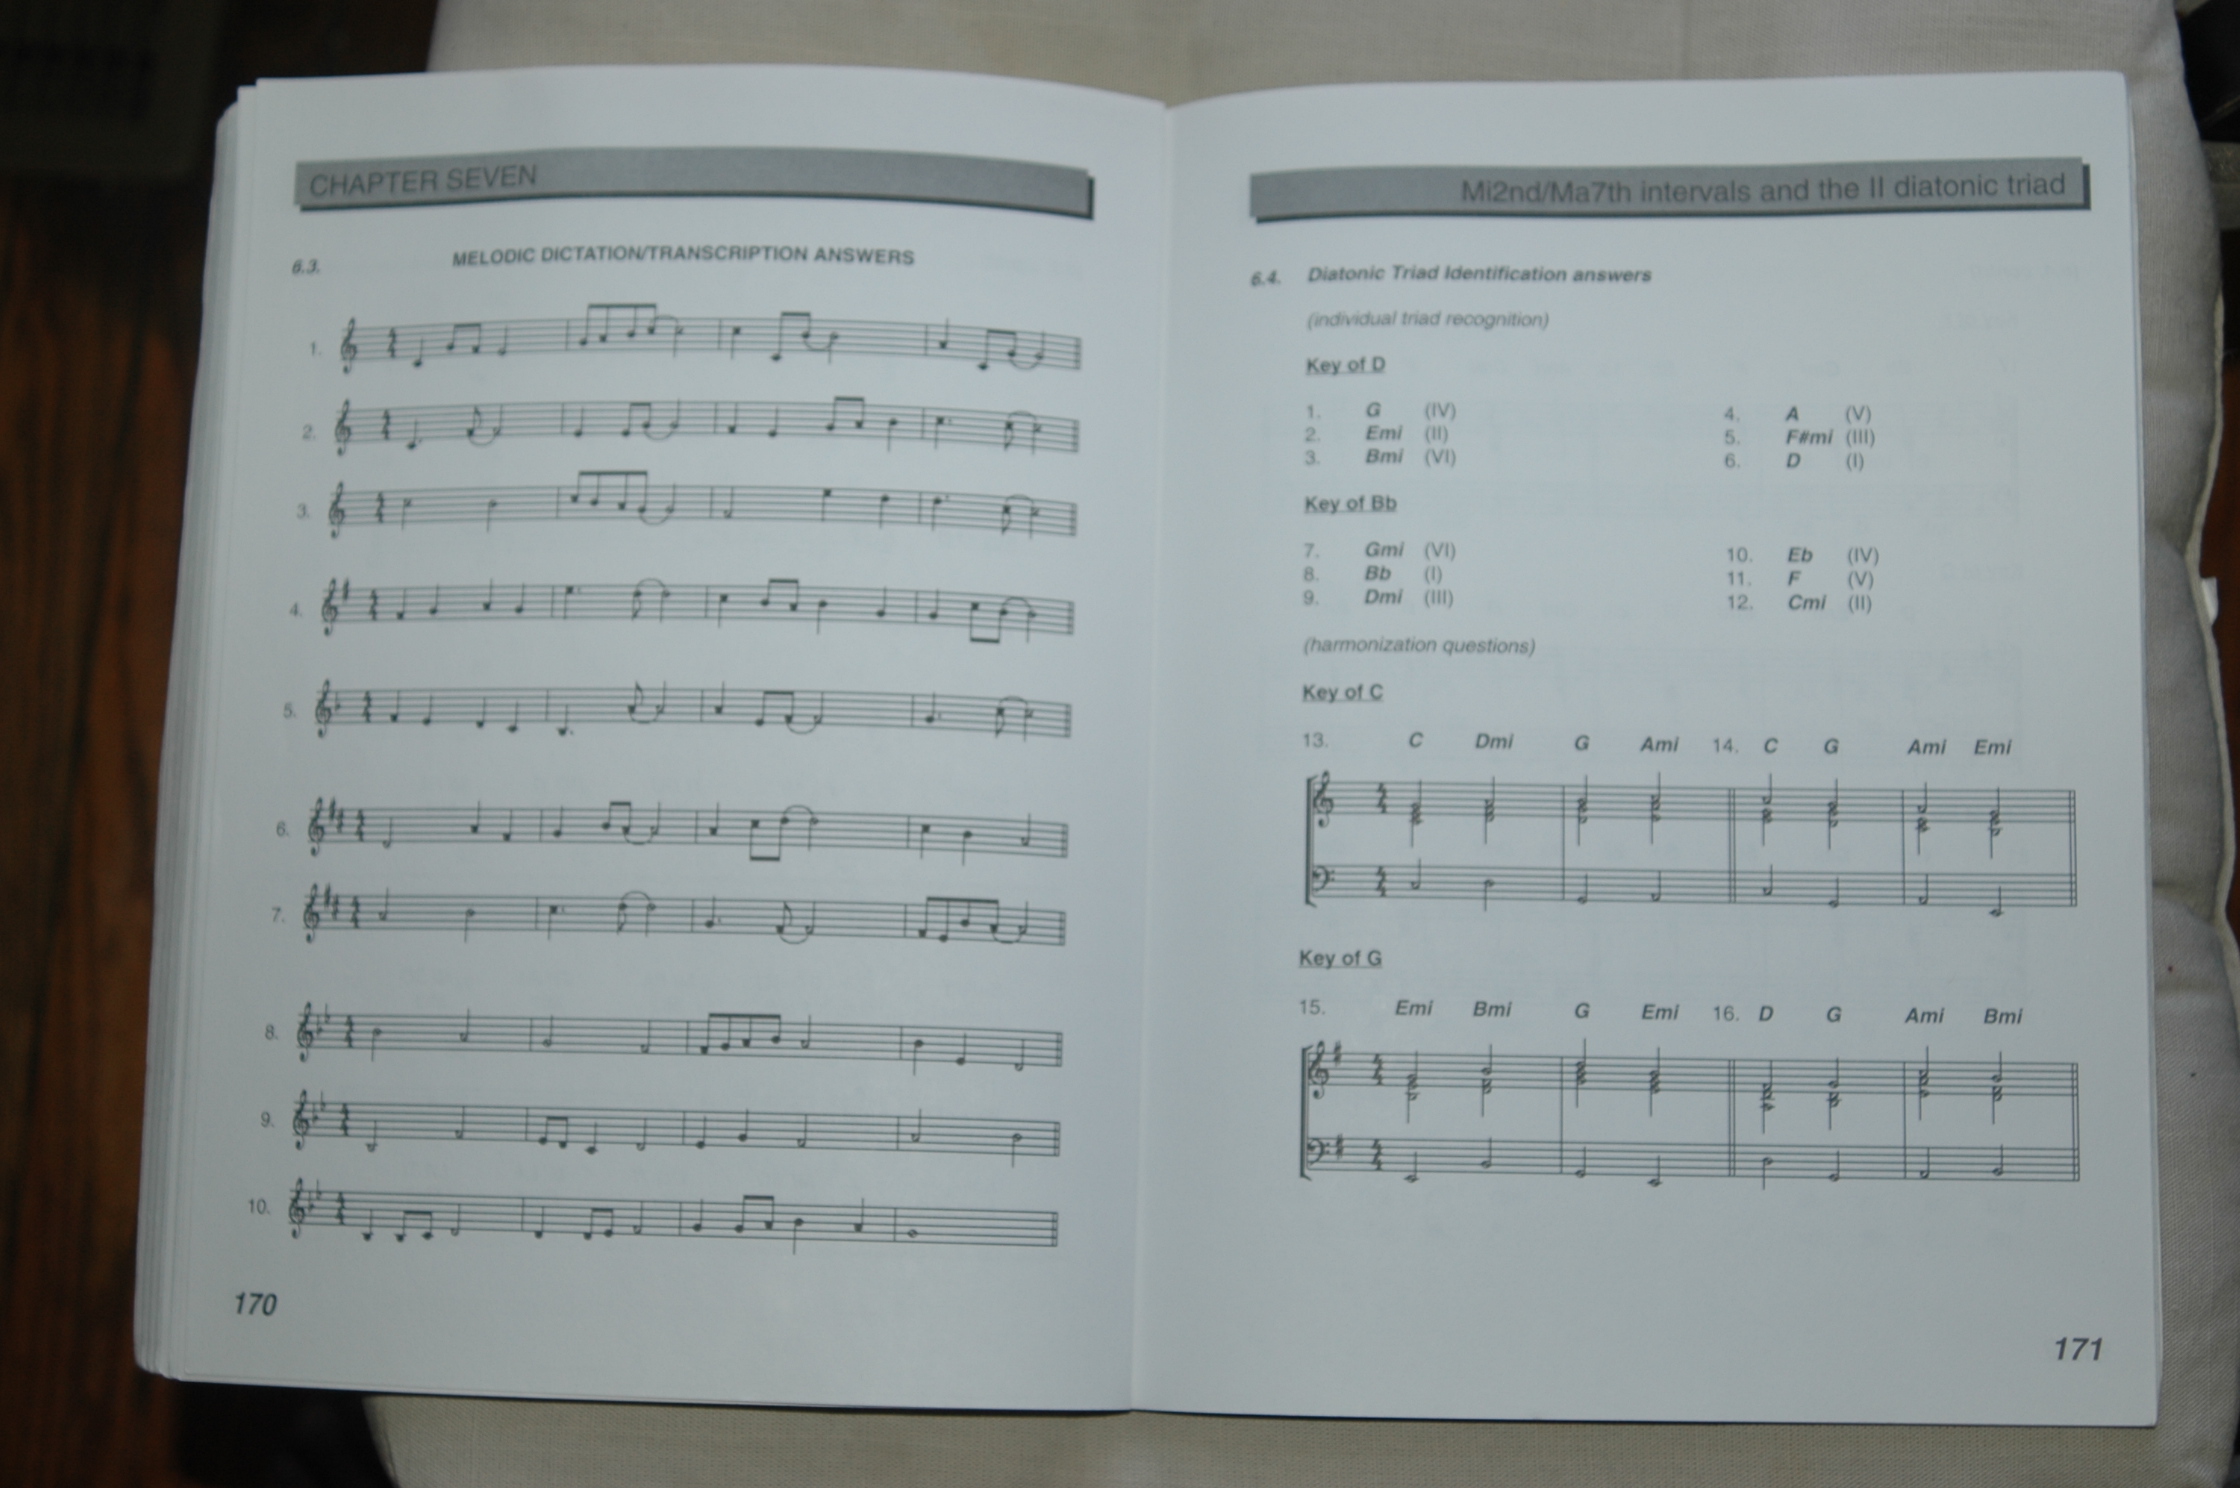 CHAPTER SEVEN
6.3. MELODIC DICTATION/TRANSCRIPTION ANSWERS
1.
2.
3.
4.
5.
6.
7.
8.
9.
10.
170
Mi2nd/Ma7th intervals and the II diatonic triad
6.4. Diatonic Triad Identification answers
(individual triad recognition)
Key of D
1. G (IV) 4. A (V)
2. Emi (II) 5. F#mi (III)
3. Bmi (VI) 6. D (I)
Key of Bb
7. Gmi (VI) 10. Eb (IV)
8. Bb (I) 11. F (V)
9. Dmi (III) 12. Cmi (II)
(harmonization questions)
Key of C
13. C Dmi G Ami 14. C G Ami Emi
Key of G
15. Emi Bmi G Emi 16. D G Ami Bmi
171